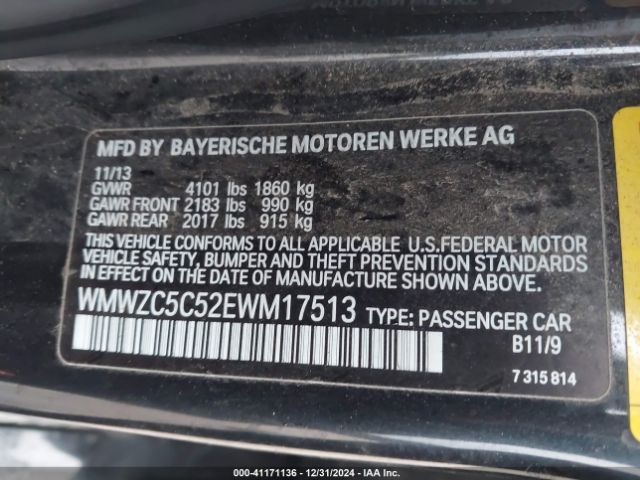 MFD BY BAYERISCHE MOTOREN WERKE AG
11/13
GVWR 4101 lbs 1860 kg
GAWR FRONT 2183 lbs 990 kg
GAWR REAR 2017 lbs 915 kg
THIS VEHICLE CONFORMS TO ALL APPLICABLE U.S.FEDERAL MOTOR
VEHICLE SAFETY, BUMPER AND THEFT PREVENTION STANDARDS
IN EFFECT ON THE DATE OF MANUFACTURE SHOWN ABOVE.
WMWZC5C52EWM17513 TYPE: PASSENGER CAR
B11/9
7 315 814
000-41171136 - 12/31/2024 - IAA Inc.